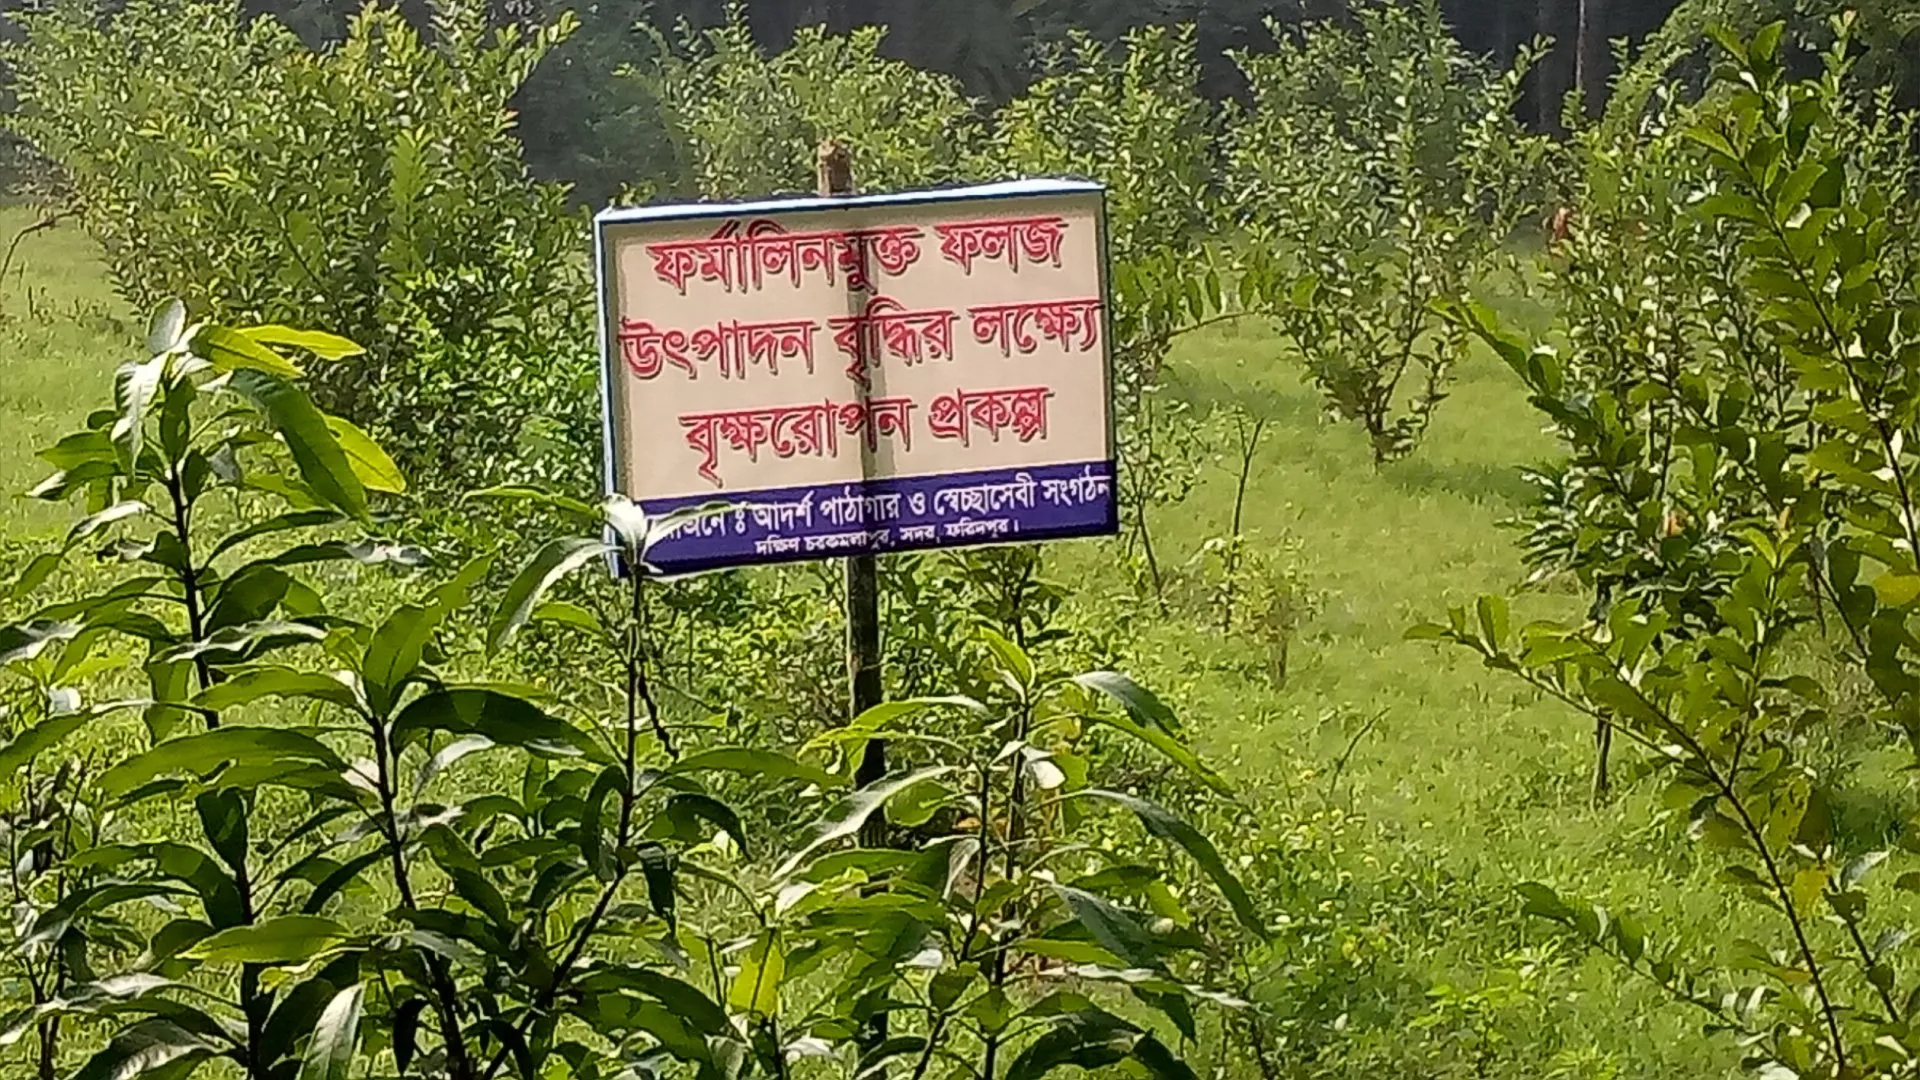 ফর্মালিনমুক্ত ফলজ
উৎপাদন বৃদ্ধির লক্ষ্যে
বৃক্ষরোপন প্রকল্প
ঃ আদর্শ পাঠাগার ও স্বেচ্ছাসেবী সংগঠন
দক্ষিণ চরকমলাপুর, সদর, ফরিদপুর।